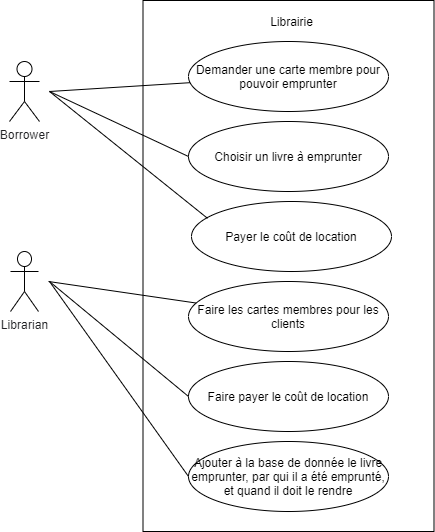 Librairie
Demander une carte membre pour
pouvoir emprunter
Borrower
Choisir un livre à emprunter
Payer le coût de location
Librarian
Faire les cartes membres pour les
clients
Faire payer le coût de location
Ajouter à la base de donnée le livre
emprunter, par qui il a été emprunté,
et quand il doit le rendre